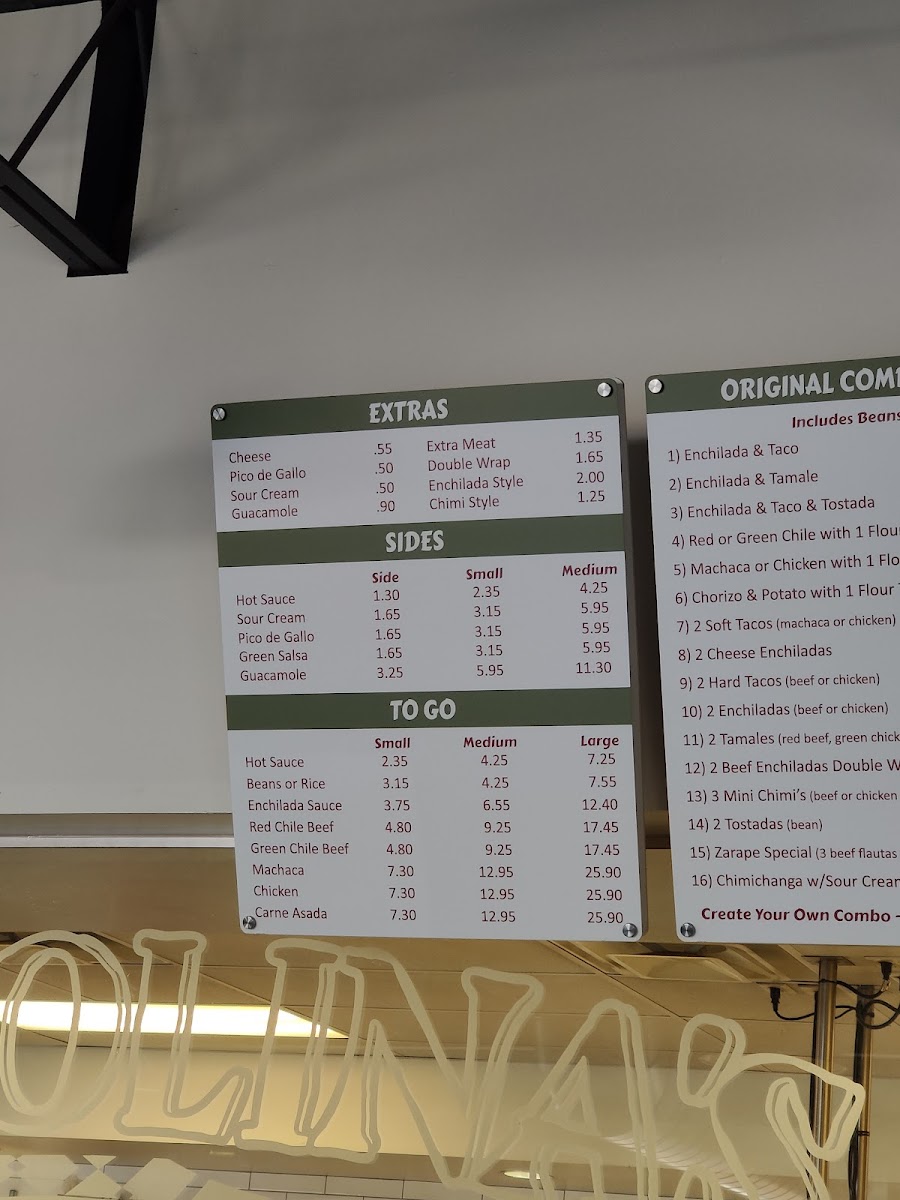 EXTRAS
Cheese .55 Extra Meat 1.35
Pico de Gallo .50 Double Wrap 1.65
Sour Cream .50 Enchilada Style 2.00
Guacamole .90 Chimi Style 1.25
SIDES
Side Small Medium
Hot Sauce 1.30 2.35 4.25
Sour Cream 1.65 3.15 5.95
Pico de Gallo 1.65 3.15 5.95
Green Salsa 1.65 3.15 5.95
Guacamole 3.25 5.95 11.30
TO GO
Small Medium Large
Hot Sauce 2.35 4.25 7.25
Beans or Rice 3.15 4.25 7.55
Enchilada Sauce 3.75 6.55 12.40
Red Chile Beef 4.80 9.25 17.45
Green Chile Beef 4.80 9.25 17.45
Machaca 7.30 12.95 25.90
Chicken 7.30 12.95 25.90
Carne Asada 7.30 12.95 25.90
ORIGINAL COM
Includes Beans
1) Enchilada & Taco
2) Enchilada & Tamale
3) Enchilada & Taco & Tostada
4) Red or Green Chile with 1 Flour
5) Machaca or Chicken with 1 Flo
6) Chorizo & Potato with 1 Flour
7) 2 Soft Tacos (machaca or chicken)
8) 2 Cheese Enchiladas
9) 2 Hard Tacos (beef or chicken)
10) 2 Enchiladas (beef or chicken)
11) 2 Tamales (red beef, green chick
12) 2 Beef Enchiladas Double W
13) 3 Mini Chimi's (beef or chicken
14) 2 Tostadas (bean)
15) Zarape Special (3 beef flautas
16) Chimichanga w/Sour Crean
Create Your Own Combo -
OLINA'S